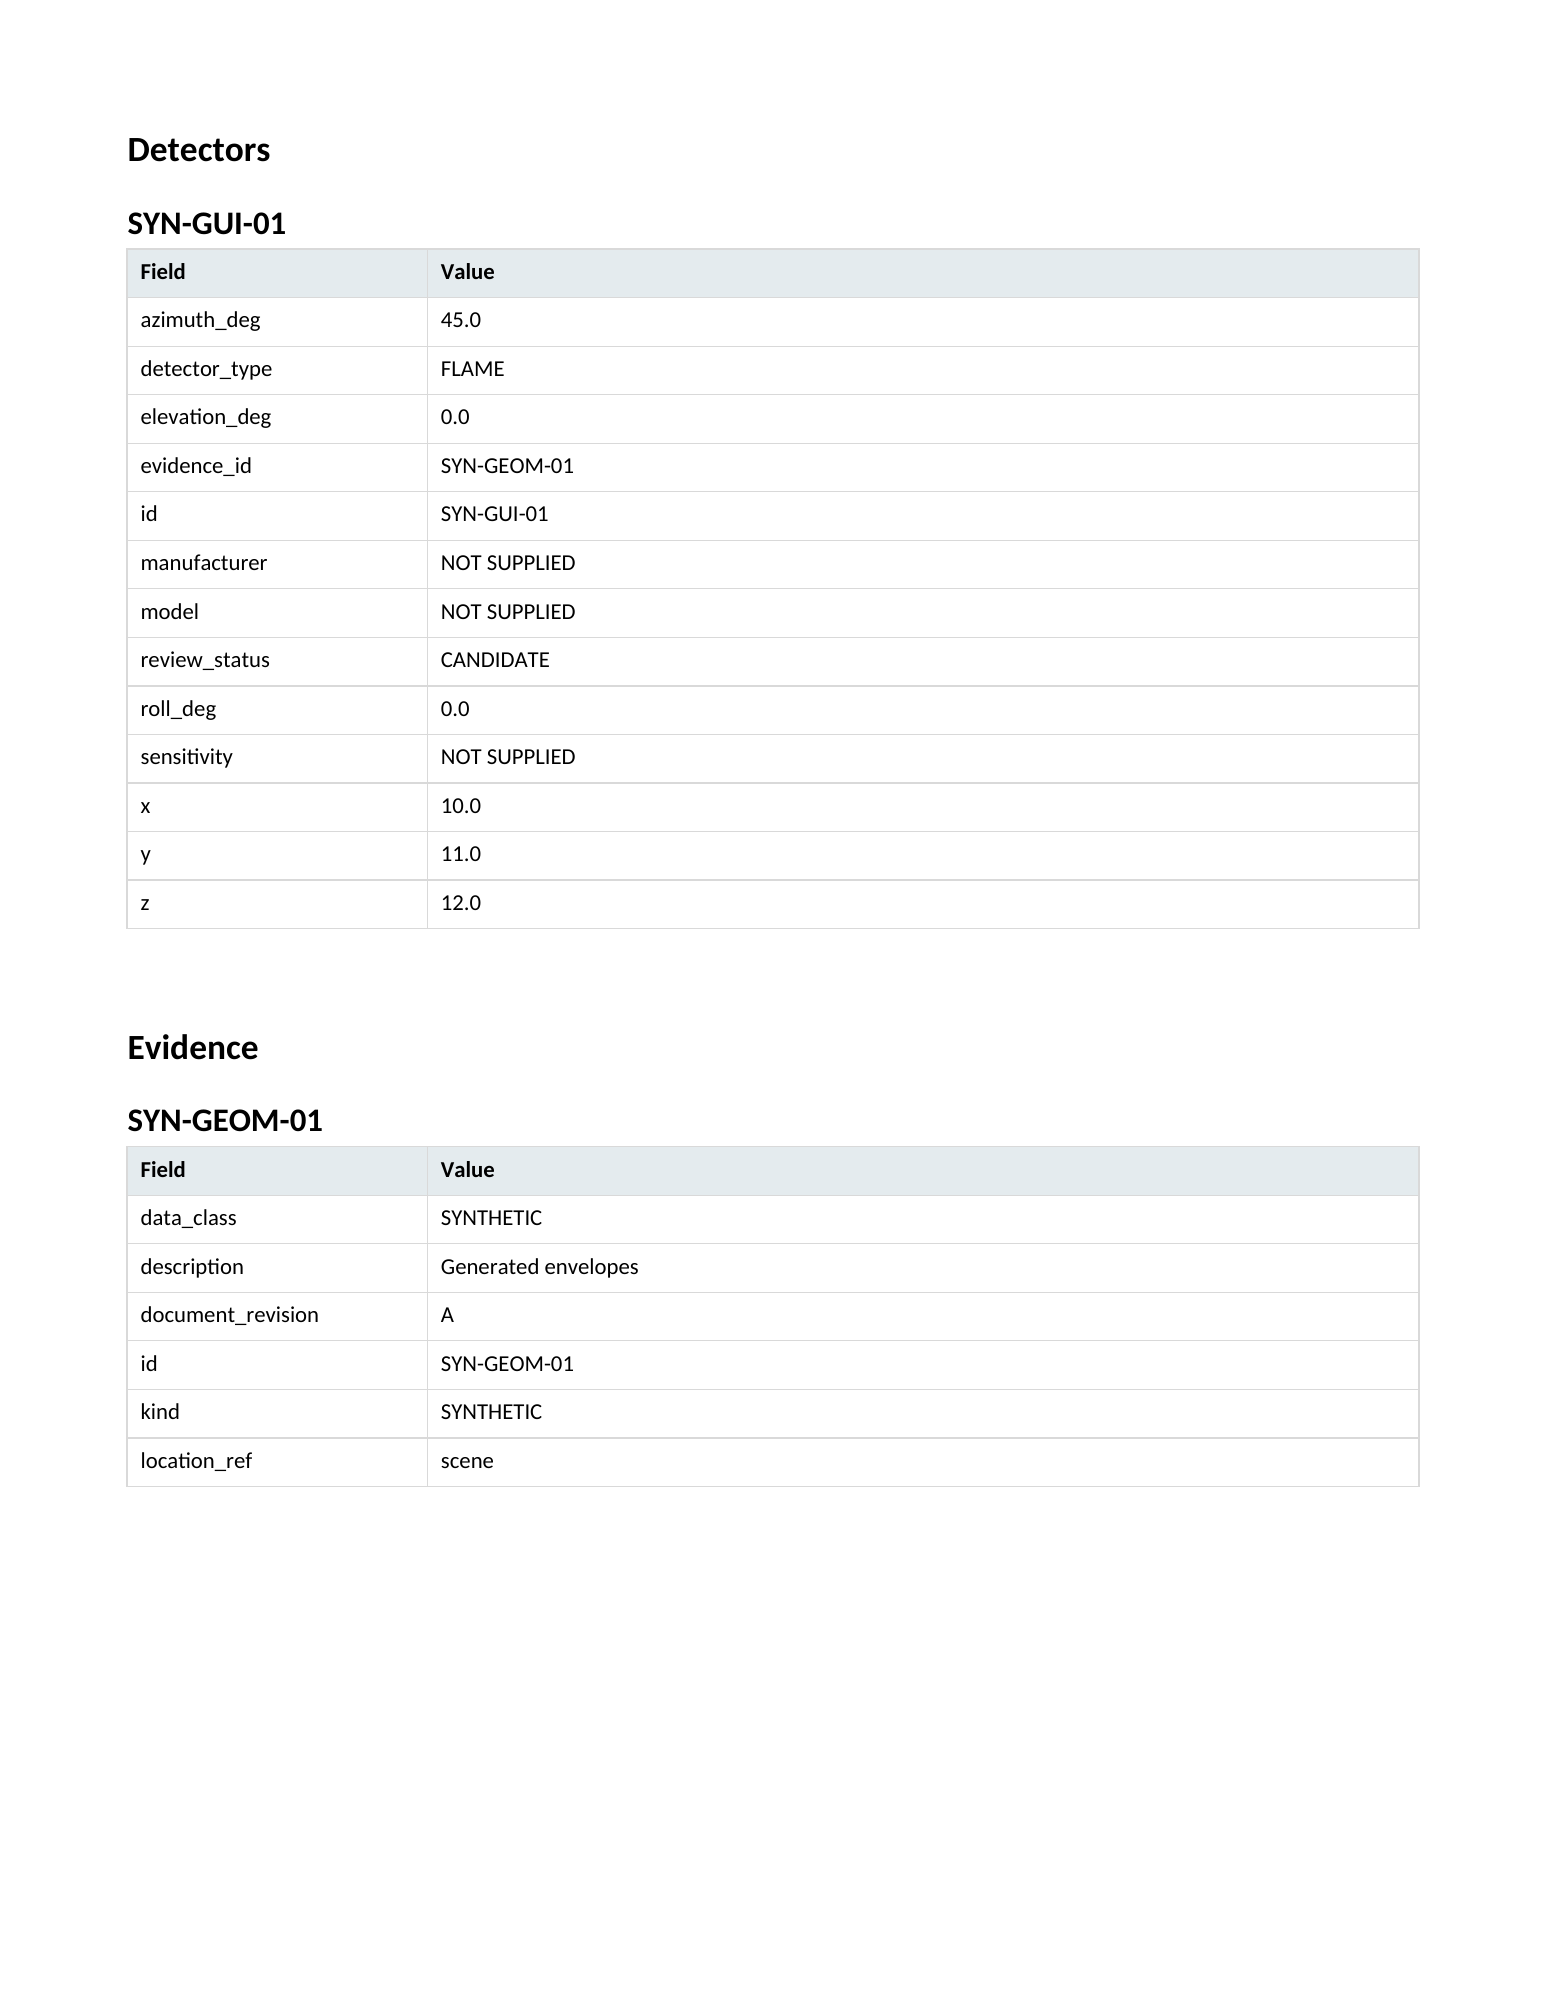 Detectors
SYN-GUI-01
Field Value
azimuth_deg 45.0
detector_type FLAME
elevation_deg 0.0
evidence_id SYN-GEOM-01
id SYN-GUI-01
manufacturer NOT SUPPLIED
model NOT SUPPLIED
review_status CANDIDATE
roll_deg 0.0
sensitivity NOT SUPPLIED
x 10.0
y 11.0
z 12.0
Evidence
SYN-GEOM-01
Field Value
data_class SYNTHETIC
description Generated envelopes
document_revision A
id SYN-GEOM-01
kind SYNTHETIC
location_ref scene